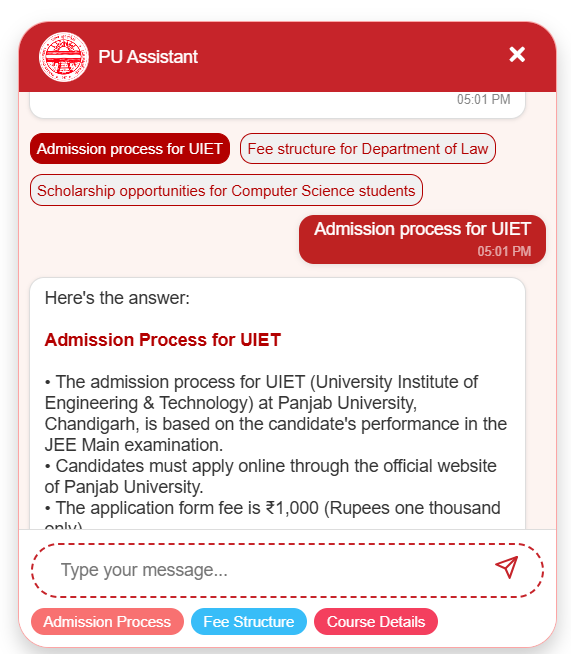 PU Assistant
05:01 PM
Admission process for UIET
Fee structure for Department of Law
Scholarship opportunities for Computer Science students
Admission process for UIET
05:01 PM
Here's the answer:
Admission Process for UIET
• The admission process for UIET (University Institute of
Engineering & Technology) at Panjab University,
Chandigarh, is based on the candidate's performance in the
JEE Main examination.
• Candidates must apply online through the official website
of Panjab University.
• The application form fee is ₹1,000 (Rupees one thousand
only)
Type your message...
Admission Process
Fee Structure
Course Details